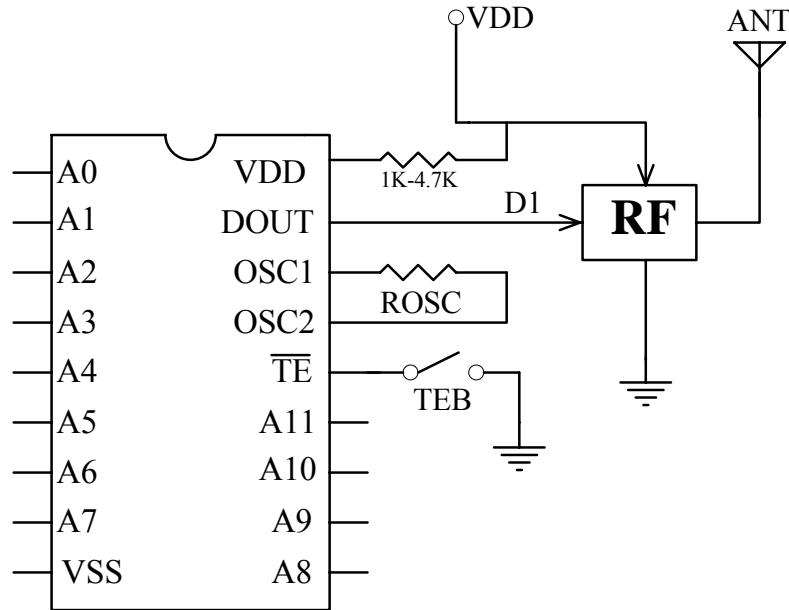 VDD
ANT
A0
VDD
1K-4.7K
A1
DOUT
D1
RF
A2
OSC1
ROSC
A3
OSC2
A4
TE
TEB
A5
A11
A6
A10
A7
A9
VSS
A8